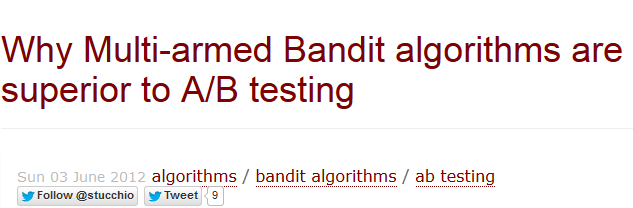 Why Multi-armed Bandit algorithms are
superior to A/B testing
Sun 03 June 2012 algorithms / bandit algorithms / ab testing
Follow @stucchio Tweet 9